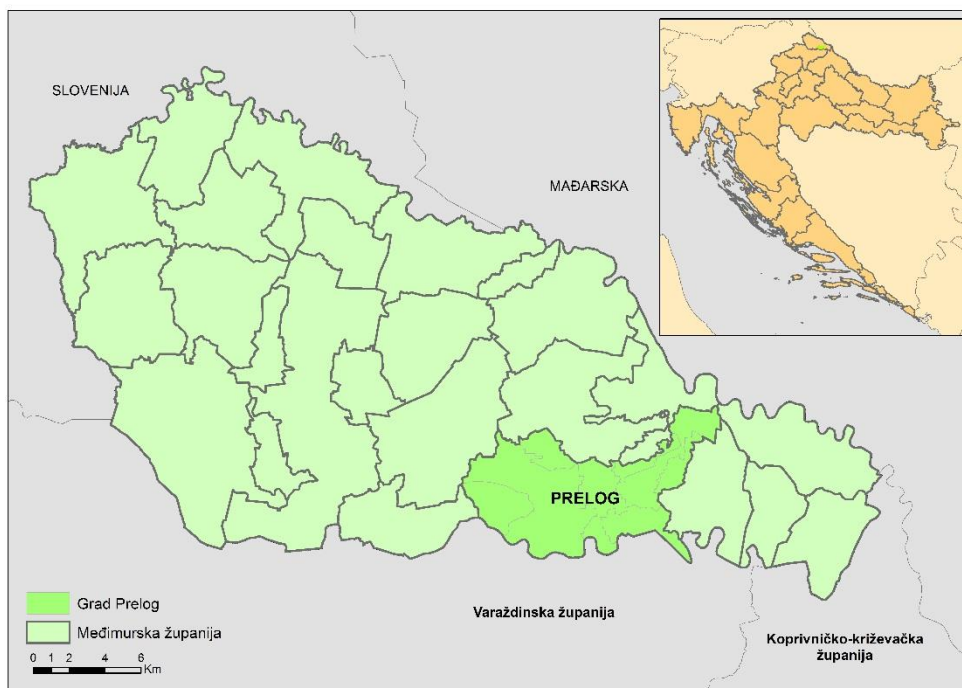 SLOVENIJA
MAĐARSKA
PRELOG
Grad Prelog
Međimurska županija
0 1 2 4 6
Km
Varaždinska županija
Koprivničko-križevačka
županija